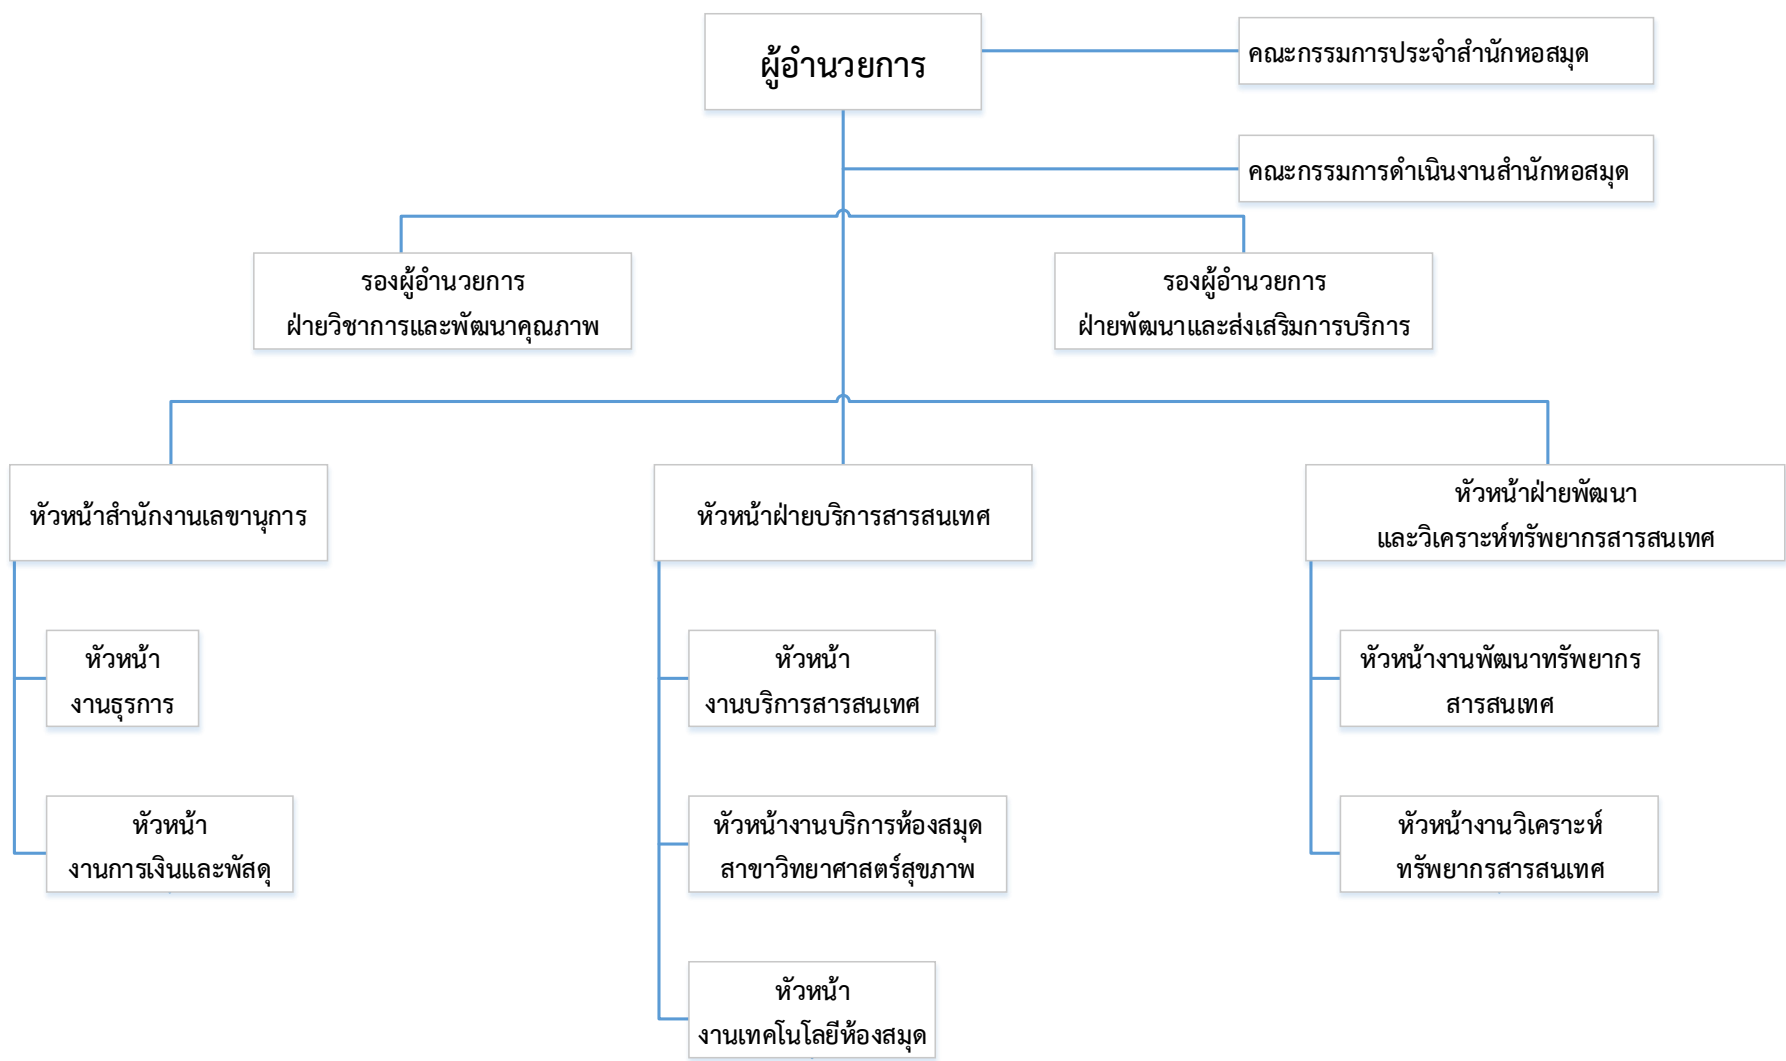 ผู้อำนวยการ
คณะกรรมการประจำสำนักหอสมุด
คณะกรรมการดำเนินงานสำนักหอสมุด
รองผู้อำนวยการ
ฝ่ายวิชาการและพัฒนาคุณภาพ
รองผู้อำนวยการ
ฝ่ายพัฒนาและส่งเสริมการบริการ
หัวหน้าสำนักงานเลขานุการ
หัวหน้าฝ่ายบริการสารสนเทศ
หัวหน้าฝ่ายพัฒนา
และวิเคราะห์ทรัพยากรสารสนเทศ
หัวหน้า
งานธุรการ
หัวหน้า
งานบริการสารสนเทศ
หัวหน้างานพัฒนาทรัพยากร
สารสนเทศ
หัวหน้า
งานการเงินและพัสดุ
หัวหน้างานบริการห้องสมุด
สาขาวิทยาศาสตร์สุขภาพ
หัวหน้างานวิเคราะห์
ทรัพยากรสารสนเทศ
หัวหน้า
งานเทคโนโลยีห้องสมุด